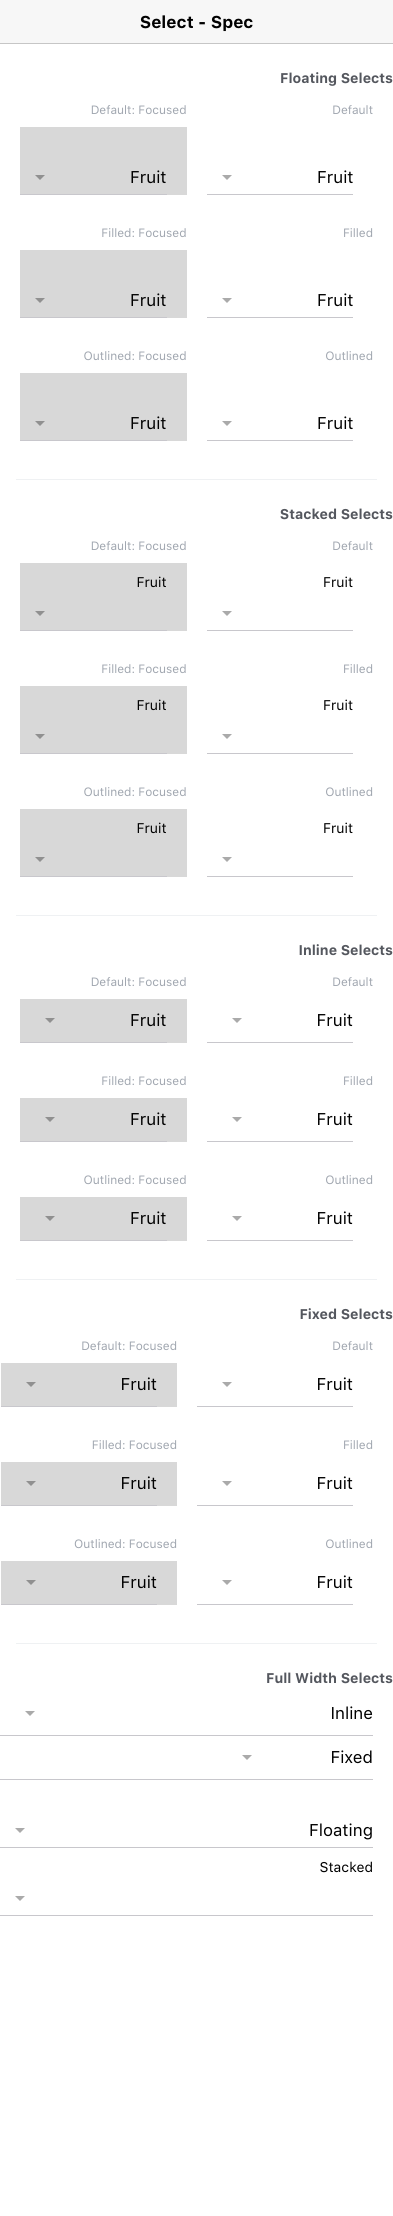 Select - Spec
Floating Selects
Default: Focused
Default
Fruit
Fruit
Filled: Focused
Filled
Fruit
Fruit
Outlined: Focused
Outlined
Fruit
Fruit
Stacked Selects
Default: Focused
Default
Fruit
Fruit
Filled: Focused
Filled
Fruit
Fruit
Outlined: Focused
Outlined
Fruit
Fruit
Inline Selects
Default: Focused
Default
Fruit
Fruit
Filled: Focused
Filled
Fruit
Fruit
Outlined: Focused
Outlined
Fruit
Fruit
Fixed Selects
Default: Focused
Default
Fruit
Fruit
Filled: Focused
Filled
Fruit
Fruit
Outlined: Focused
Outlined
Fruit
Fruit
Full Width Selects
Inline
Fixed
Floating
Stacked